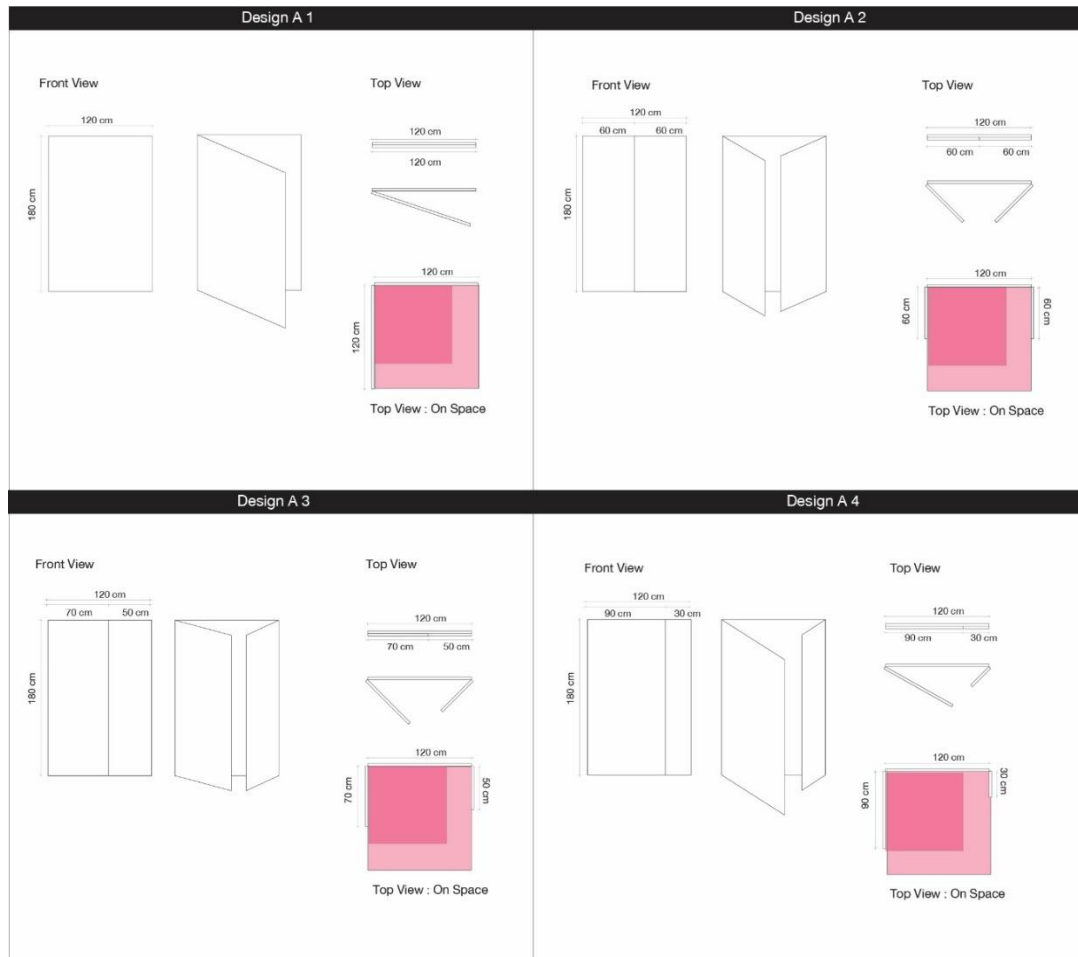 Design A 1
Front View
Top View
120 cm
180 cm
120 cm
120 cm
120 cm
120 cm
Top View : On Space
Design A 2
Front View
Top View
120 cm
60 cm 60 cm
180 cm
120 cm
60 cm 60 cm
120 cm
60 cm
60 cm
Top View : On Space
Design A 3
Front View
Top View
120 cm
70 cm 50 cm
180 cm
120 cm
70 cm 50 cm
120 cm
70 cm
50 cm
Top View : On Space
Design A 4
Front View
Top View
120 cm
90 cm 30 cm
180 cm
120 cm
90 cm 30 cm
120 cm
90 cm
30 cm
Top View : On Space